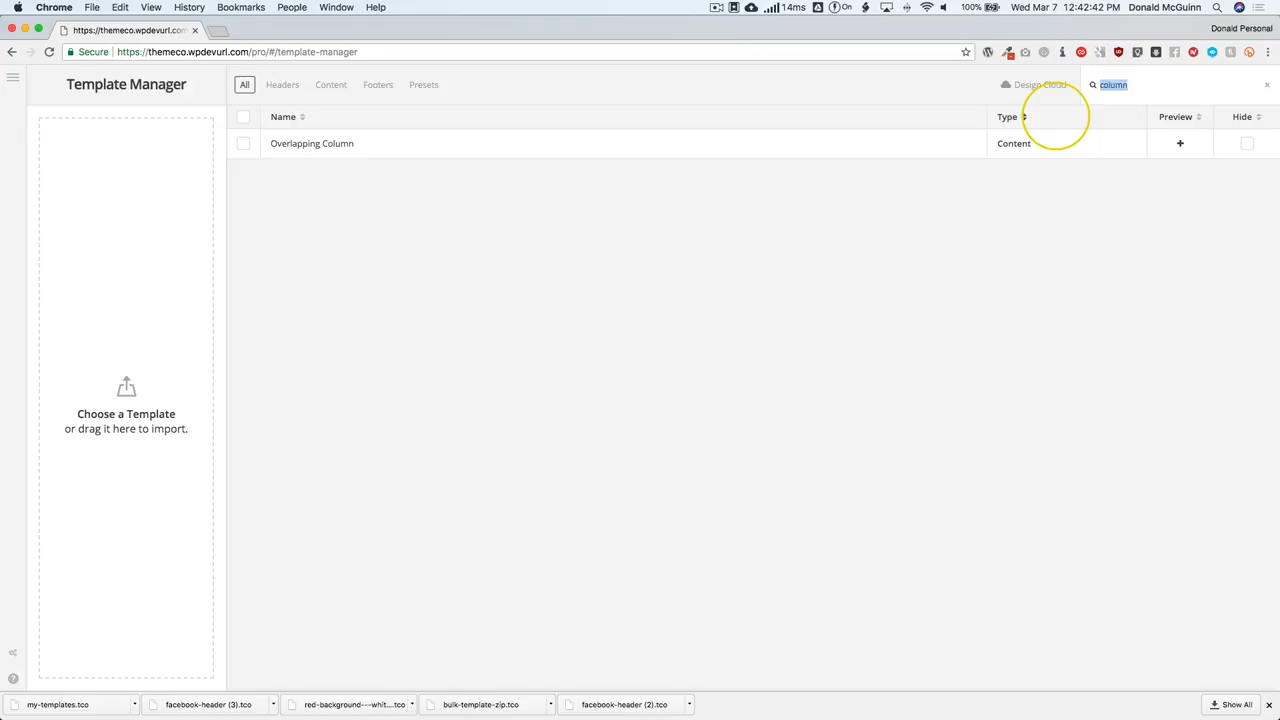 Chrome File Edit View History Bookmarks People Window Help 14ms On 100% Wed Mar 7 12:42:42 PM Donald McGuinn
https://themeco.wpdevurl.com Donald Personal
Secure https://themeco.wpdevurl.com/pro/#/template-manager
Template Manager All Headers Content Footers Presets Design Cloud column
Name Type Preview Hide
Overlapping Column Content
Choose a Template
or drag it here to import.
my-templates.tco facebook-header (3).tco red-background---whit....tco bulk-template-zip.tco facebook-header (2).tco Show All